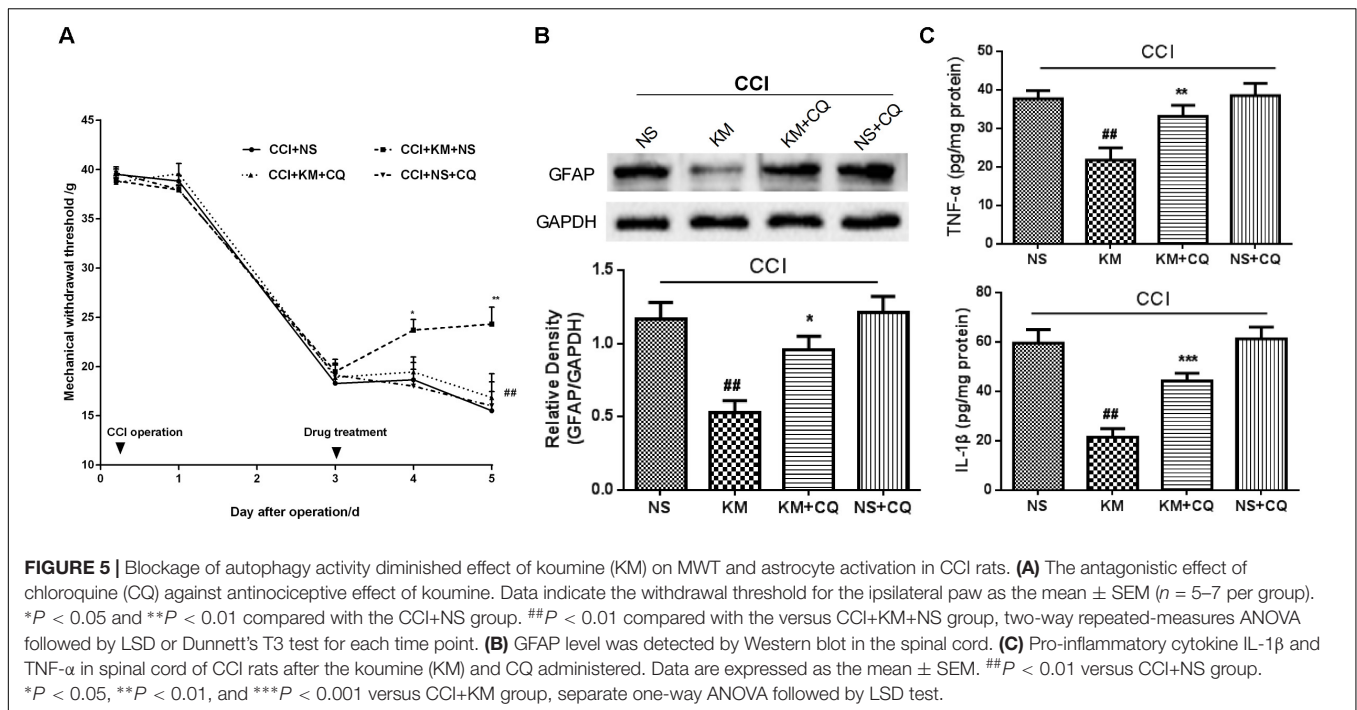 A
45
40
35
30
25
20
15
10
Mechanical withdrawal threshold /g
CCI+NS
CCI+KM+NS
CCI+KM+CQ
CCI+NS+CQ
*
**
##
CCI operation
Drug treatment
0 1 2 3 4 5
Day after operation/d
B
CCI
NS KM KM+CQ NS+CQ
GFAP
GAPDH
CCI
1.5
1.0
0.5
0.0
Relative Density
(GFAP/GAPDH)
##
*
NS KM KM+CQ NS+CQ
C
CCI
50
40
30
20
10
0
TNF-α (pg/mg protein)
##
**
NS KM KM+CQ NS+CQ
CCI
80
60
40
20
0
IL-1β (pg/mg protein)
##
***
NS KM KM+CQ NS+CQ
FIGURE 5 | Blockage of autophagy activity diminished effect of koumine (KM) on MWT and astrocyte activation in CCI rats. (A) The antagonistic effect of
chloroquine (CQ) against antinociceptive effect of koumine. Data indicate the withdrawal threshold for the ipsilateral paw as the mean ± SEM (n = 5–7 per group).
*P < 0.05 and **P < 0.01 compared with the CCI+NS group. ##P < 0.01 compared with the versus CCI+KM+NS group, two-way repeated-measures ANOVA
followed by LSD or Dunnett's T3 test for each time point. (B) GFAP level was detected by Western blot in the spinal cord. (C) Pro-inflammatory cytokine IL-1β and
TNF-α in spinal cord of CCI rats after the koumine (KM) and CQ administered. Data are expressed as the mean ± SEM. ##P < 0.01 versus CCI+NS group.
*P < 0.05, **P < 0.01, and ***P < 0.001 versus CCI+KM group, separate one-way ANOVA followed by LSD test.